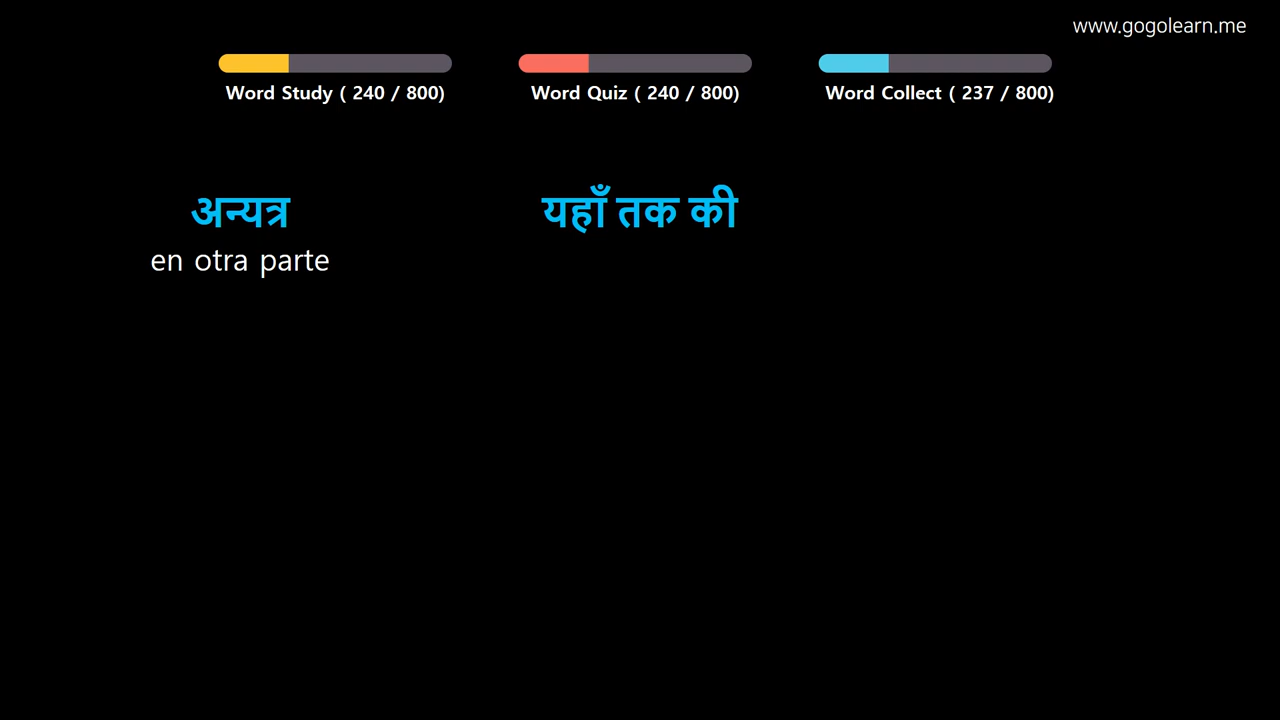 www.gogolearn.me
Word Study ( 240 / 800)
Word Quiz ( 240 / 800)
Word Collect ( 237 / 800)
अन्यत्र
en otra parte
यहाँ तक की